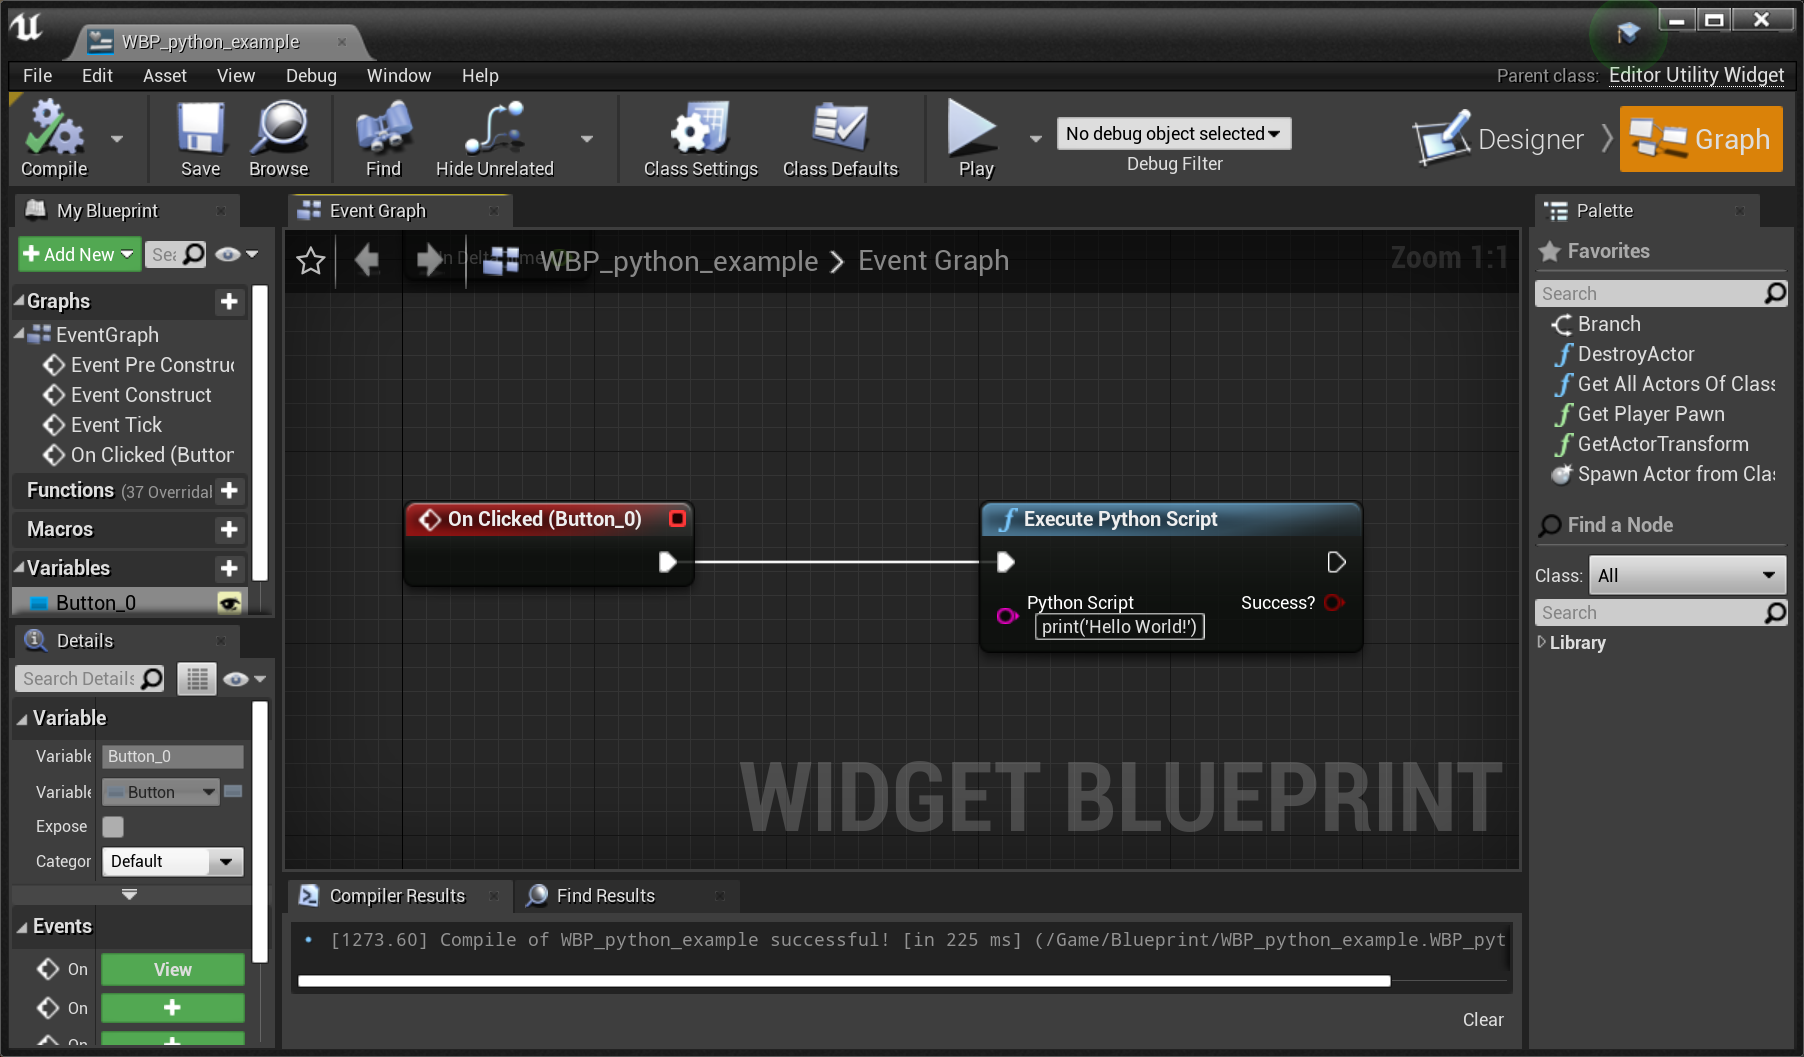 WBP_python_example
File Edit Asset View Debug Window Help
Parent class: Editor Utility Widget
Compile
Save
Browse
Find
Hide Unrelated
Class Settings
Class Defaults
Play
No debug object selected
Debug Filter
Designer
Graph
My Blueprint
Add New
Sea
Graphs
EventGraph
Event Pre Construc
Event Construct
Event Tick
On Clicked (Button
Functions (37 Overridal
Macros
Variables
Button_0
Details
Search Details
Variable
Variable Button_0
Variable Button
Expose
Categor Default
Events
On View
On
On
Event Graph
WBP_python_example > Event Graph
Zoom 1:1
On Clicked (Button_0)
Execute Python Script
Python Script
print('Hello World!')
Success?
WIDGET BLUEPRINT
Compiler Results
Find Results
[1273.60] Compile of WBP_python_example successful! [in 225 ms] (/Game/Blueprint/WBP_python_example.WBP_pyt
Clear
Palette
Favorites
Search
Branch
DestroyActor
Get All Actors Of Class
Get Player Pawn
GetActorTransform
Spawn Actor from Clas
Find a Node
Class: All
Search
Library